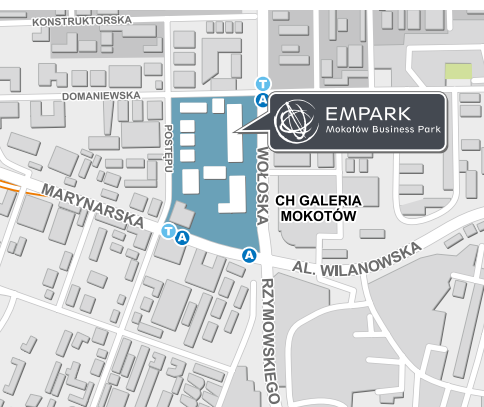 KONSTRUKTORSKA
DOMANIEWSKA
T
A
EMPARK
Mokotów Business Park
POSTĘPU
WOŁOSKA
CH GALERIA
MOKOTÓW
MARYNARSKA
T
A
A
AL. WILANOWSKA
RZYMOWSKIEGO